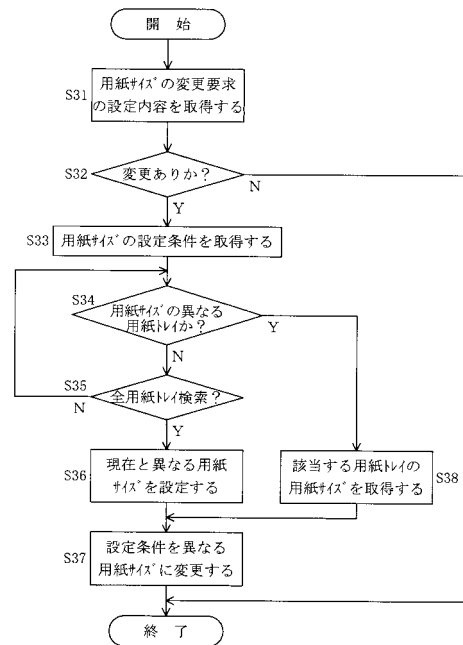 開 始
S31
用紙ｻｲｽﾞの変更要求
の設定内容を取得する
S32
変更ありか？
N
Y
S33
用紙ｻｲｽﾞの設定条件を取得する
S34
用紙ｻｲｽﾞの異なる
用紙ﾄﾚｲか？
Y
N
S35
全用紙ﾄﾚｲ検索？
N
Y
S36
現在と異なる用紙
ｻｲｽﾞを設定する
該当する用紙ﾄﾚｲの
用紙ｻｲｽﾞを取得する
S38
S37
設定条件を異なる
用紙ｻｲｽﾞに変更する
終 了